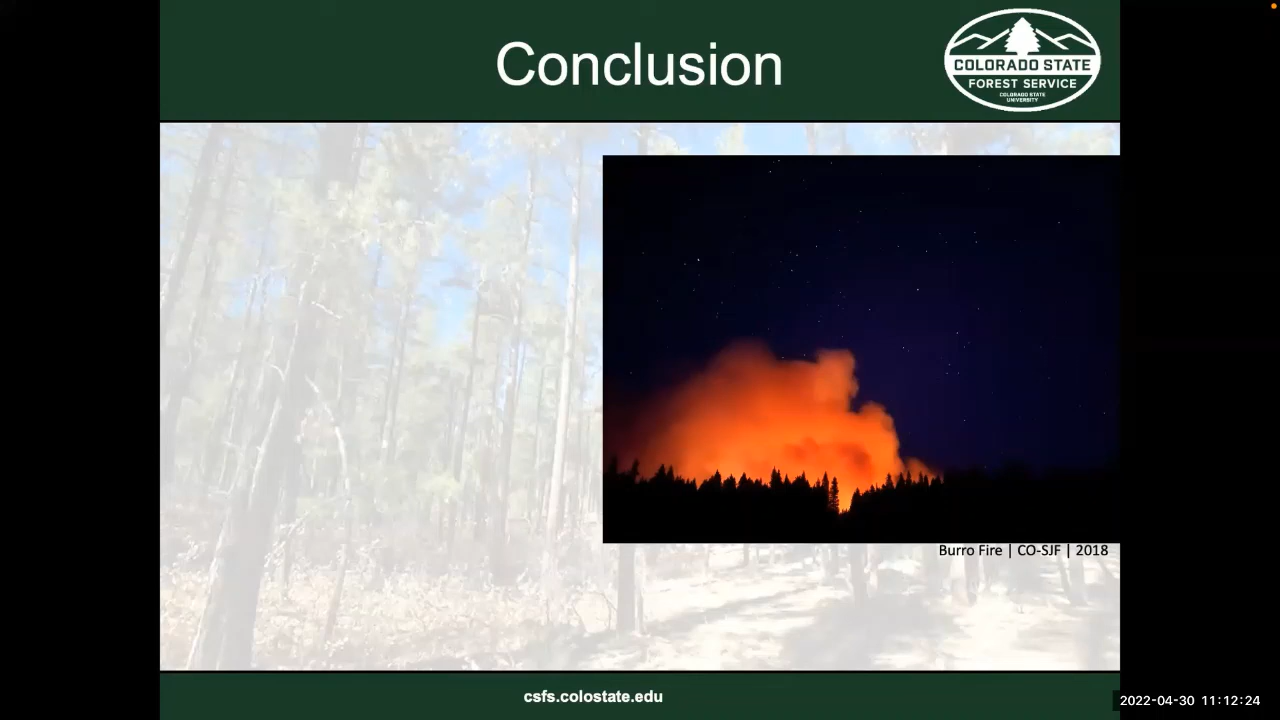 Conclusion
COLORADO STATE
FOREST SERVICE
COLORADO STATE
UNIVERSITY
Burro Fire | CO-SJF | 2018
csfs.colostate.edu
2022-04-30 11:12:24